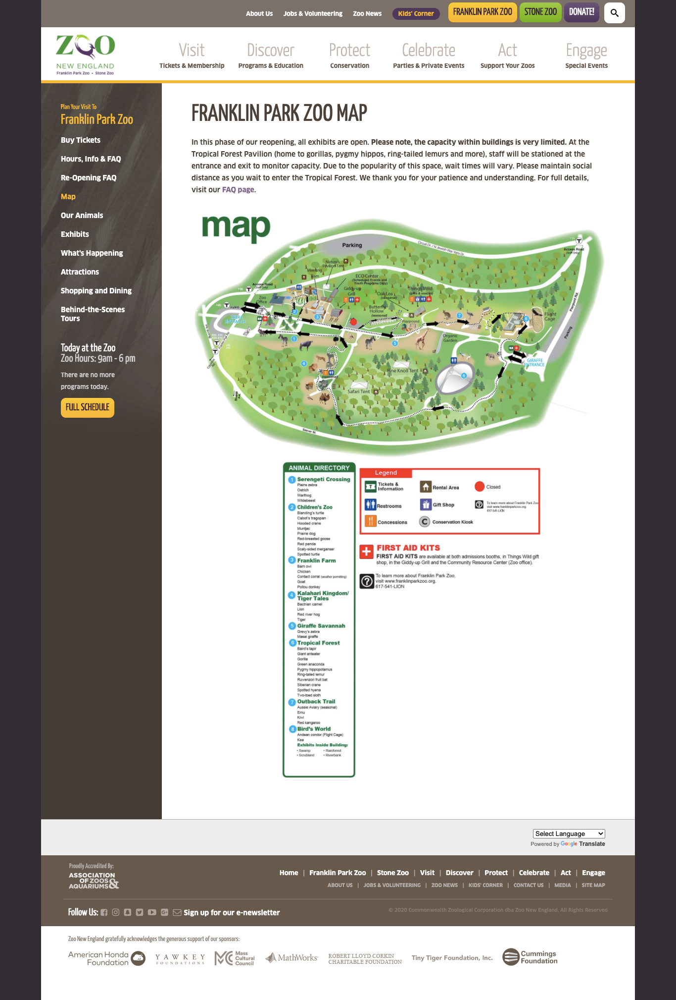 About Us
Jobs & Volunteering
Zoo News
Kids' Corner
FRANKLIN PARK ZOO
STONE ZOO
DONATE!
ZOO
NEW ENGLAND
Franklin Park Zoo • Stone Zoo
Visit
Tickets & Membership
Discover
Programs & Education
Protect
Conservation
Celebrate
Parties & Private Events
Act
Support Your Zoos
Engage
Special Events
Plan Your Visit To
Franklin Park Zoo
Buy Tickets
Hours, Info & FAQ
Re-Opening FAQ
Map
Our Animals
Exhibits
What's Happening
Attractions
Shopping and Dining
Behind-the-Scenes
Tours
Today at the Zoo
Zoo Hours: 9am - 6 pm
There are no more
programs today.
FULL SCHEDULE
FRANKLIN PARK ZOO MAP
In this phase of our reopening, all exhibits are open. Please note, the capacity within buildings is very limited. At the
Tropical Forest Pavilion (home to gorillas, pygmy hippos, ring-tailed lemurs and more), staff will be stationed at the
entrance and exit to monitor capacity. Due to the popularity of this space, wait times will vary. Please maintain social
distance as you wait to enter the Tropical Forest. We thank you for your patience and understanding. For full details,
visit our FAQ page.
map
Parking
Circuit Dr. / N Jewish War Vets Dr.
#16
T
Access Road
(Staff Only)
Nature's
Pavilion Tent
Meeting
Barn
ECO Center
(Scheduled Events and
Youth Programs Only)
Access Road
(Staff Only)
#16
T
Giddy-up
Grill
Oak Lea
(seasonal)
Things Wild
(gifts & snacks)
Zoo
Office
#45
T
Parking
Butterfly
Hollow
(seasonal)
Playground
ZEBRA
ENTRANCE
C
2
3
7
8
Flight
Cage
Pierpont Rd.
Parking
Organic
Garden
1
5
4
C
GIRAFFE
ENTRANCE
T
T
Franklin Park Rd.
Columbia
Rd.
(seasonal)
Pine Knoll Tent
6
Safari Tent
Seaver St.
ANIMAL DIRECTORY
1 Serengeti Crossing
Plains zebra
Ostrich
Warthog
Wildebeest
2 Children's Zoo
Blanding's turtle
Cabot's tragopan
Hooded crane
Muntjac
Prairie dog
Red-breasted goose
Red panda
Scaly-sided merganser
Spotted turtle
3 Franklin Farm
Barn owl
Chicken
Contact corral (weather permitting)
Goat
Poitou donkey
4 Kalahari Kingdom/
Tiger Tales
Bactrian camel
Lion
Red river hog
Tiger
5 Giraffe Savannah
Grevy's zebra
Masai giraffe
6 Tropical Forest
Baird's tapir
Giant anteater
Gorilla
Green anaconda
Pygmy hippopotamus
Ring-tailed lemur
Ruwenzori fruit bat
Siberian crane
Spotted hyena
Two-toed sloth
7 Outback Trail
Aussie Aviary (seasonal)
Emu
Kiwi
Red kangaroo
8 Bird's World
Andean condor (Flight Cage)
Kea
Exhibits Inside Building:
• Swamp • Rainforest
• Scrubland • Riverbank
Legend
T Tickets &
Information
Rental Area
Closed
Restrooms
Gift Shop
? To learn more about Franklin Park Zoo
visit www.franklinparkzoo.org.
617-541-LION
Concessions
C Conservation Kiosk
FIRST AID KITS
FIRST AID KITS are available at both admissions booths, in Things Wild gift
shop, in the Giddy-up Grill and the Community Resource Center (Zoo office).
? To learn more about Franklin Park Zoo,
visit www.franklinparkzoo.org.
617-541-LION
Select Language
Powered by Google Translate
Proudly Accredited By:
ASSOCIATION
OF ZOOS
AQUARIUMS &
Home | Franklin Park Zoo | Stone Zoo | Visit | Discover | Protect | Celebrate | Act | Engage
ABOUT US | JOBS & VOLUNTEERING | ZOO NEWS | KIDS' CORNER | CONTACT US | MEDIA | SITE MAP
Follow Us:
Sign up for our e-newsletter
© 2020 Commonwealth Zoological Corporation dba Zoo New England, All Rights Reserved
Zoo New England gratefully acknowledges the generous support of our sponsors:
American Honda
Foundation
YAWKEY
FOUNDATIONS
MCC Mass
Cultural
Council
MathWorks
ROBERT LLOYD CORKIN
CHARITABLE FOUNDATION
Tiny Tiger Foundation, Inc.
Cummings
Foundation